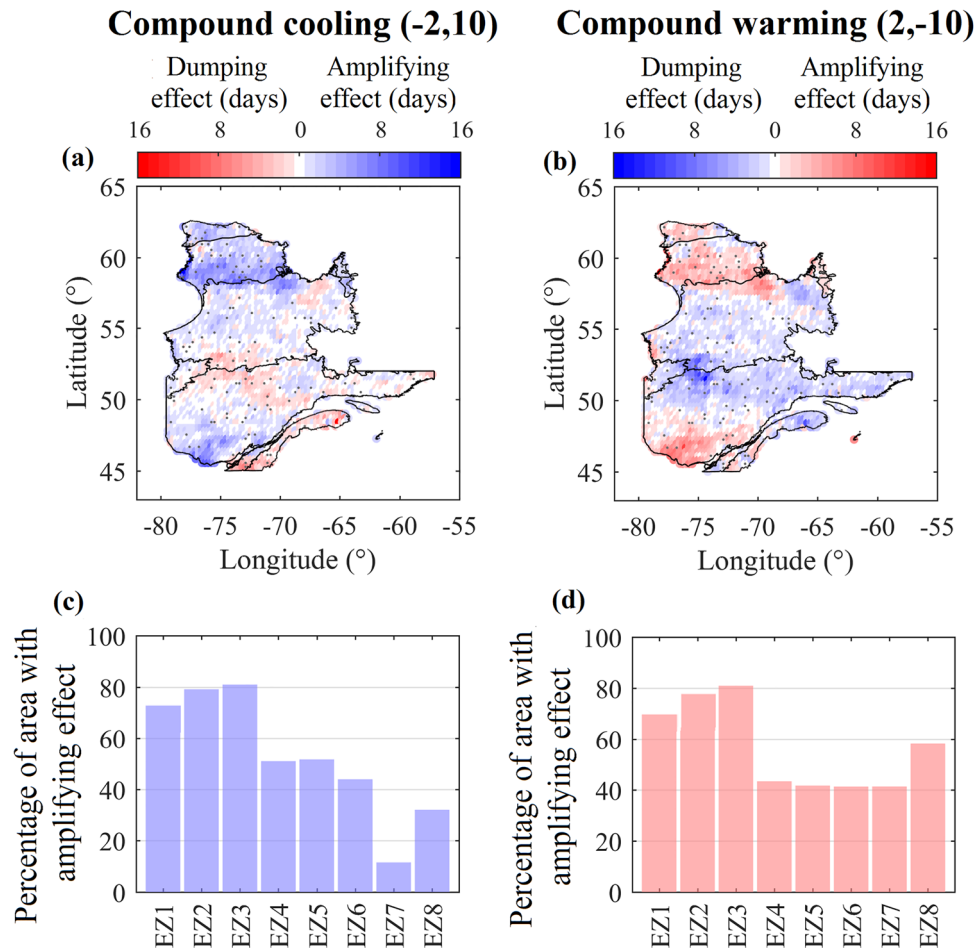 Compound cooling (-2,10)
Dumping effect (days)
Amplifying effect (days)
16 8 0 8 16
(a)
65
60
55
50
45
Latitude (°)
-80 -75 -70 -65 -60 -55
Longitude (°)
Compound warming (2,-10)
Dumping effect (days)
Amplifying effect (days)
16 8 0 8 16
(b)
65
60
55
50
45
Latitude (°)
-80 -75 -70 -65 -60 -55
Longitude (°)
(c)
Percentage of area with
amplifying effect
100
80
60
40
20
0
EZ1 EZ2 EZ3 EZ4 EZ5 EZ6 EZ7 EZ8
(d)
Percentage of area with
amplifying effect
100
80
60
40
20
0
EZ1 EZ2 EZ3 EZ4 EZ5 EZ6 EZ7 EZ8